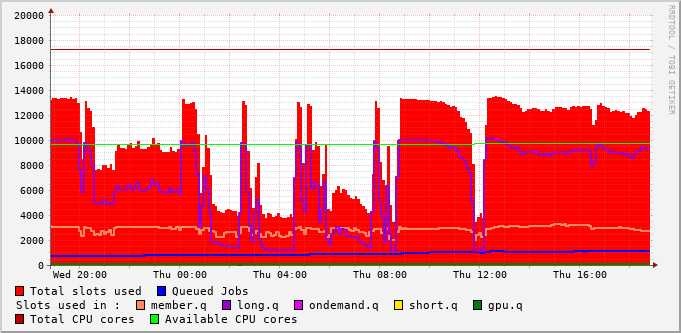 20000
18000
16000
14000
12000
10000
8000
6000
4000
2000
0
Wed 20:00 Thu 00:00 Thu 04:00 Thu 08:00 Thu 12:00 Thu 16:00
Total slots used Queued Jobs
Slots used in : member.q long.q ondemand.q short.q gpu.q
Total CPU cores Available CPU cores
RRDTOOL / TOBI OETIKER